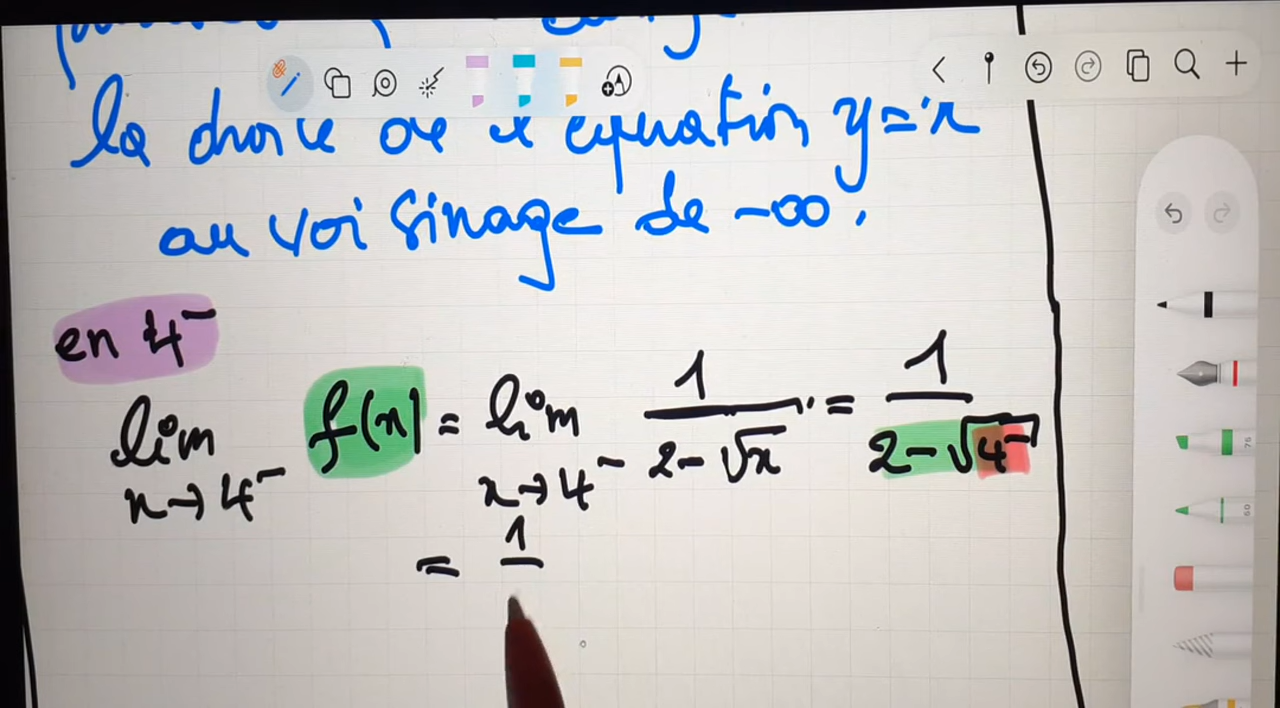 la droite de d'équation y=x
au voisinage de -∞.
en 4⁻
lim f(x) = lim 1/(2-√x) = 1/(2-√4⁻)
x→4⁻ x→4⁻
= 1/